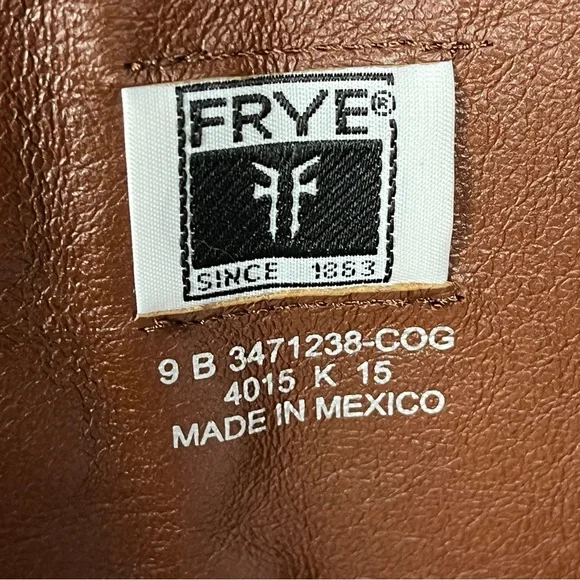 FRYE®
SINCE 1863
9 B 3471238-COG
4015 K 15
MADE IN MEXICO